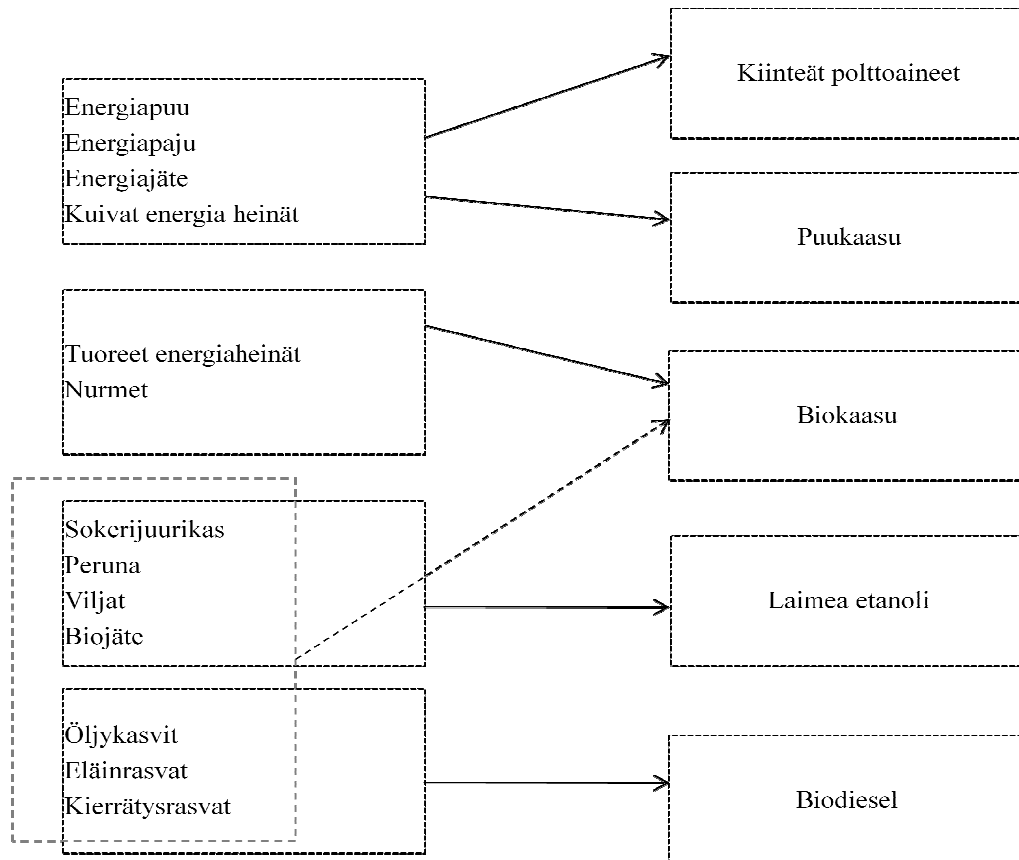 Energiapuu
Energiapaju
Energiajäte
Kuivat energia heinät
Tuoreet energiaheinät
Nurmet
Sokerijuurikas
Peruna
Viljat
Biojäte
Öljykasvit
Eläinrasvat
Kierrätysrasvat
Kiinteät polttoaineet
Puukaasu
Biokaasu
Laimea etanoli
Biodiesel